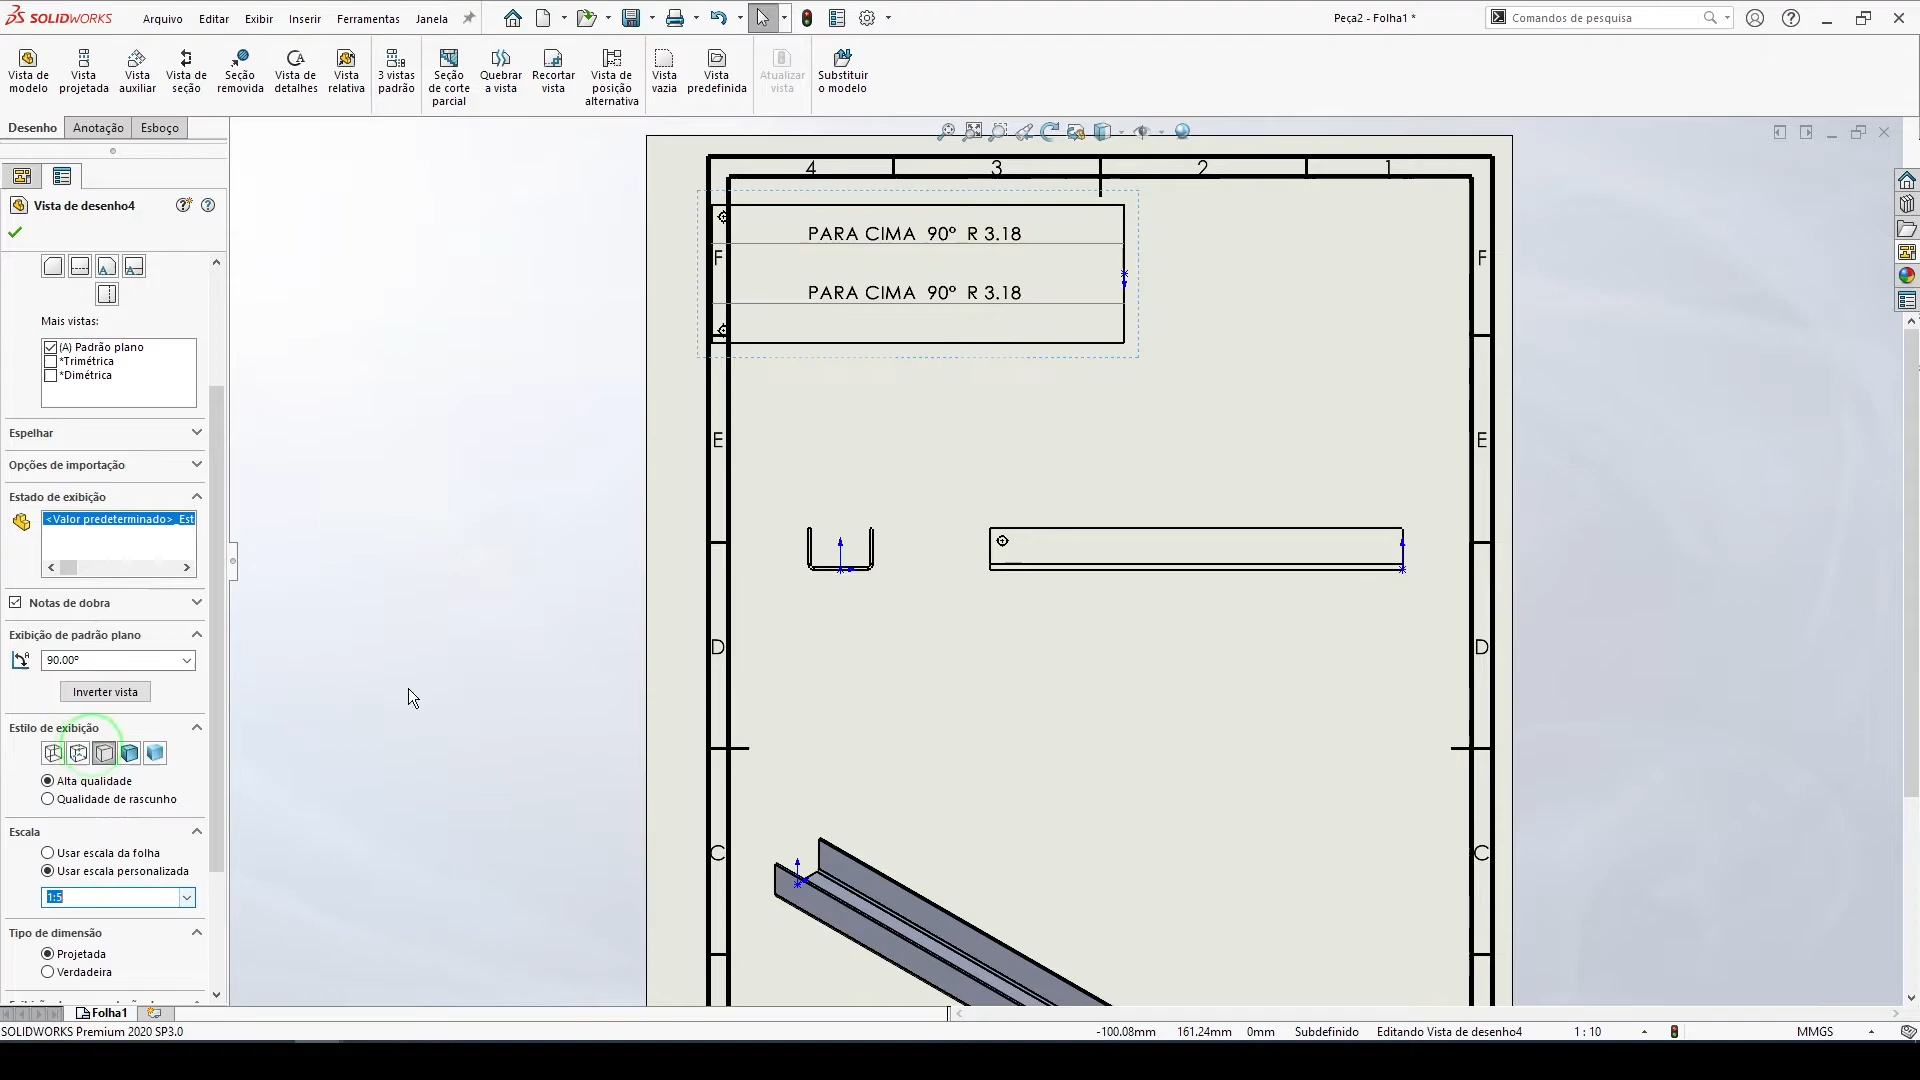 SOLIDWORKS
Arquivo Editar Exibir Inserir Ferramentas Janela
Peça2 - Folha1 *
Comandos de pesquisa
Vista de modelo
Vista projetada
Vista auxiliar
Vista de seção
Seção removida
Vista de detalhes
Vista relativa
3 vistas padrão
Seção de corte parcial
Quebrar a vista
Recortar vista
Vista de posição alternativa
Vista vazia
Vista predefinida
Atualizar vista
Substituir o modelo
Desenho Anotação Esboço
Vista de desenho4
Mais vistas:
(A) Padrão plano
*Trimétrica
*Dimétrica
Espelhar
Opções de importação
Estado de exibição
<Valor predeterminado>_Est
Notas de dobra
Exibição de padrão plano
90.00°
Inverter vista
Estilo de exibição
Alta qualidade
Qualidade de rascunho
Escala
Usar escala da folha
Usar escala personalizada
1:5
Tipo de dimensão
Projetada
Verdadeira
4 3 2 1
PARA CIMA 90° R 3.18
F F
PARA CIMA 90° R 3.18
E E
D D
C C
Folha1
SOLIDWORKS Premium 2020 SP3.0
-100.08mm 161.24mm 0mm Subdefinido Editando Vista de desenho4 1 : 10 MMGS